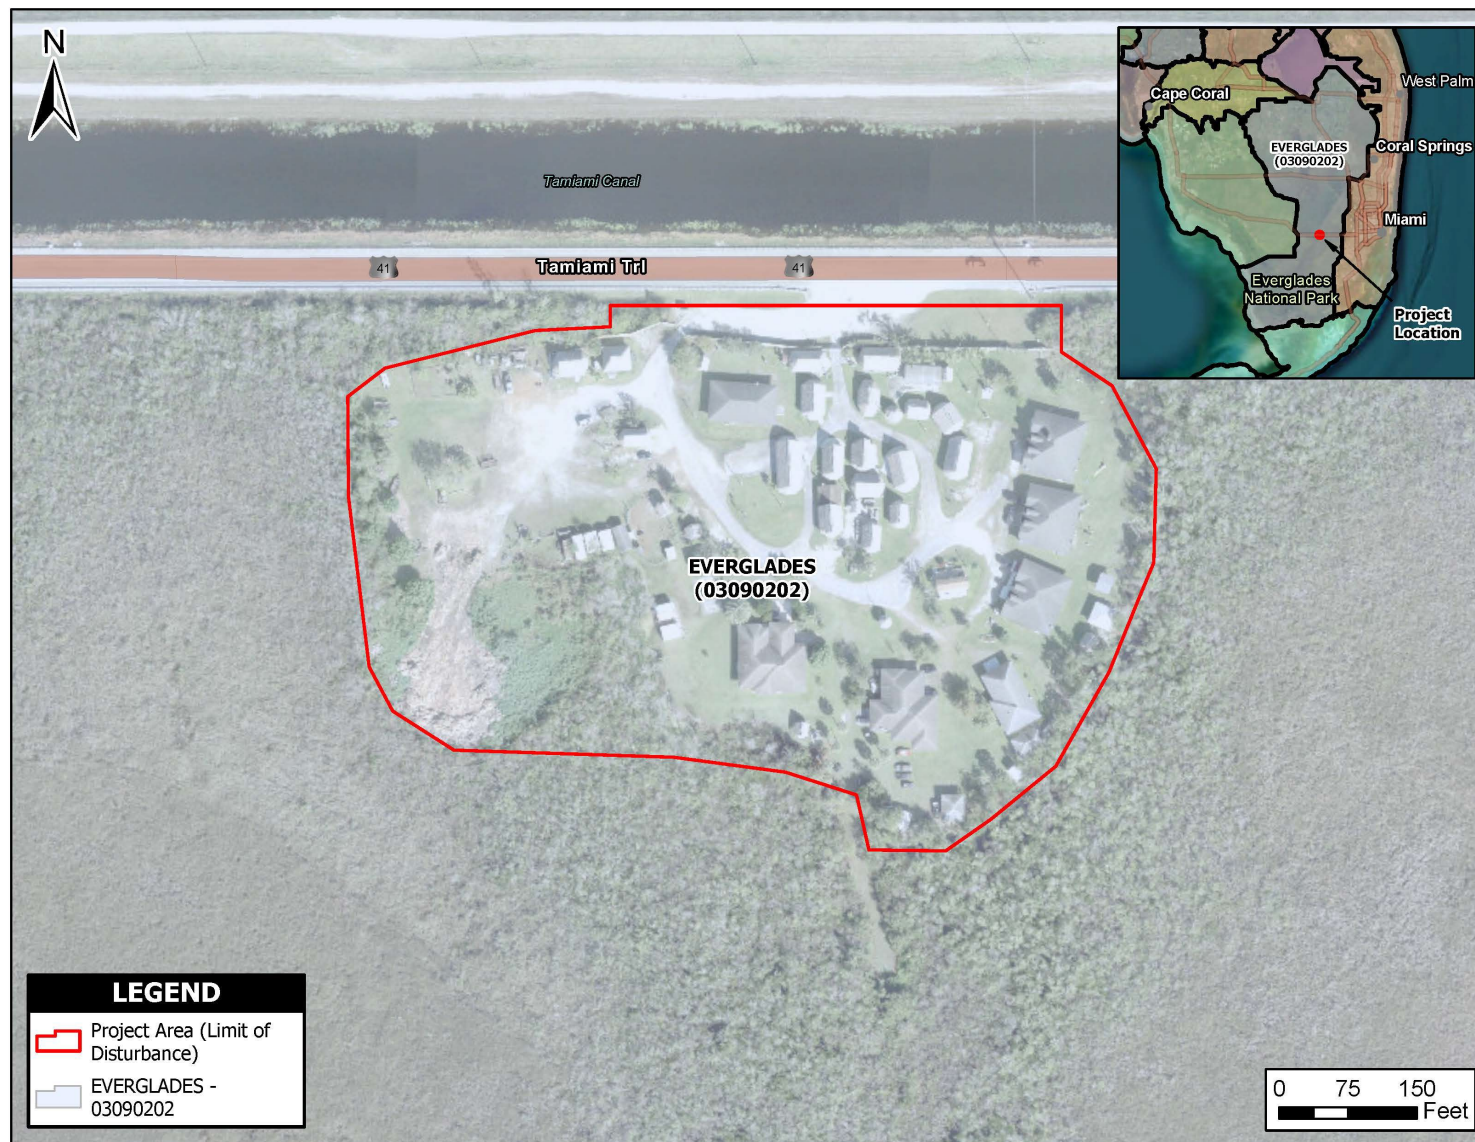 N
Tamiami Canal
41
Tamiami Trl
41
EVERGLADES
(03090202)
Cape Coral
West Palm
EVERGLADES
(03090202)
Coral Springs
Miami
Everglades
National Park
Project
Location
LEGEND
Project Area (Limit of
Disturbance)
EVERGLADES -
03090202
0 75 150
Feet